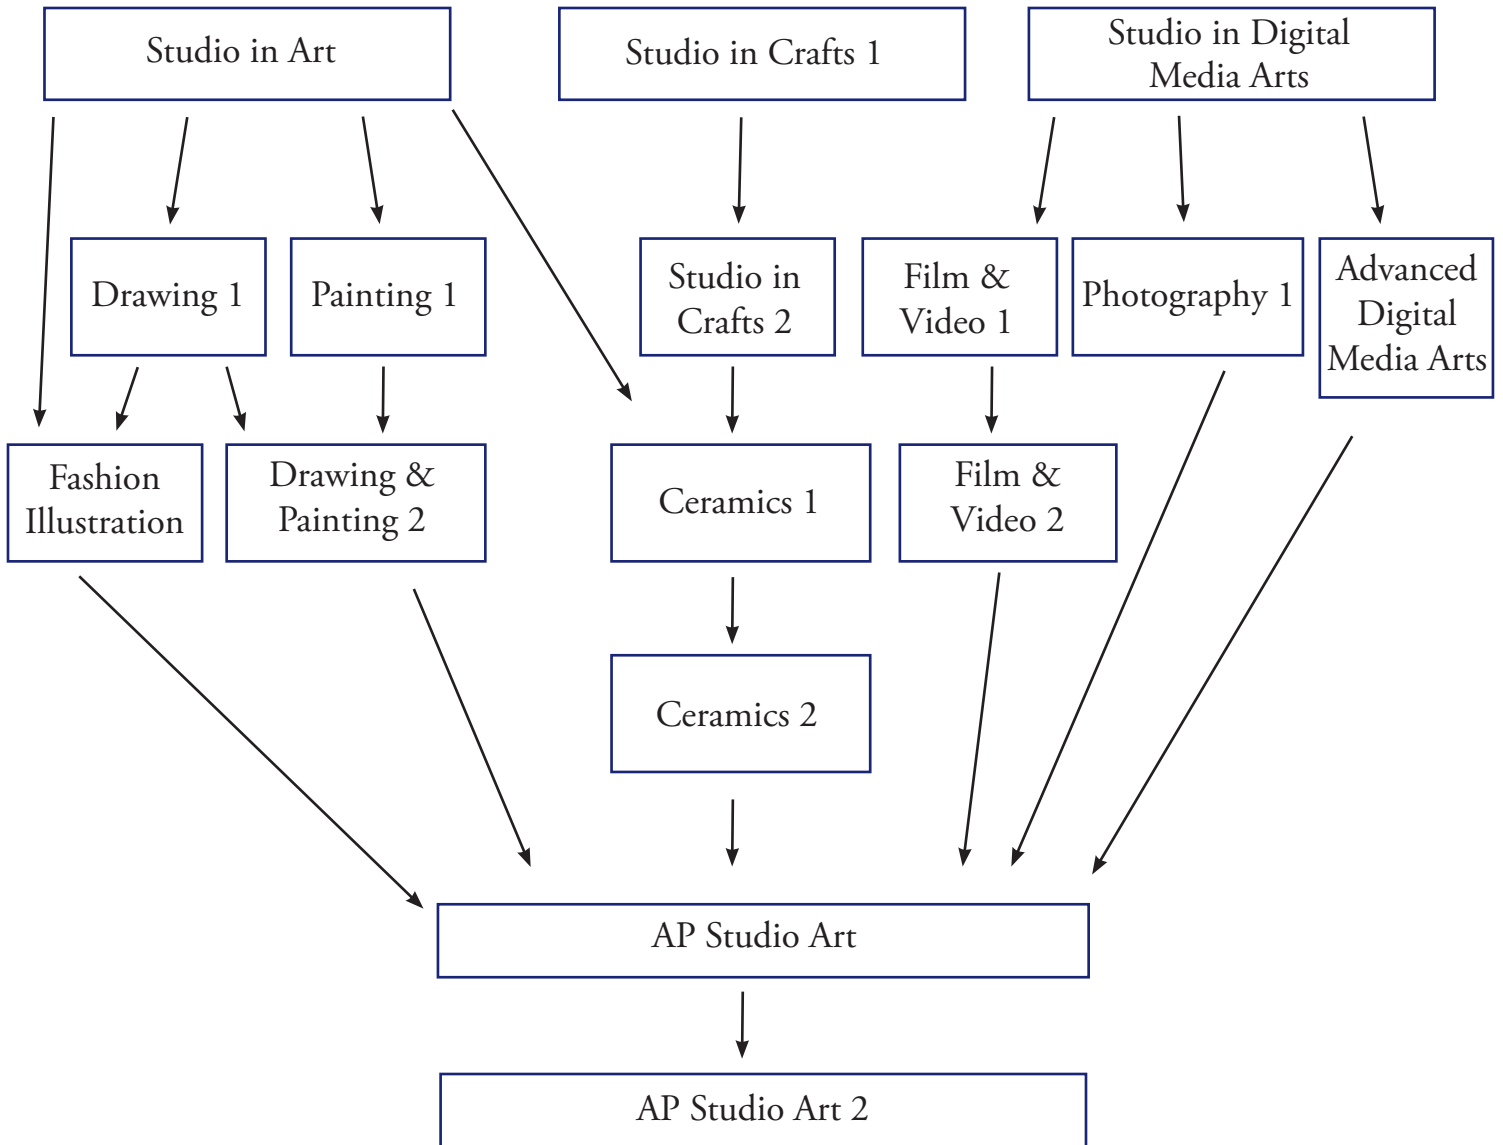 Studio in Art
Studio in Crafts 1
Studio in Digital
Media Arts
Drawing 1
Painting 1
Studio in
Crafts 2
Film &
Video 1
Photography 1
Advanced
Digital
Media Arts
Fashion
Illustration
Drawing &
Painting 2
Ceramics 1
Film &
Video 2
Ceramics 2
AP Studio Art
AP Studio Art 2